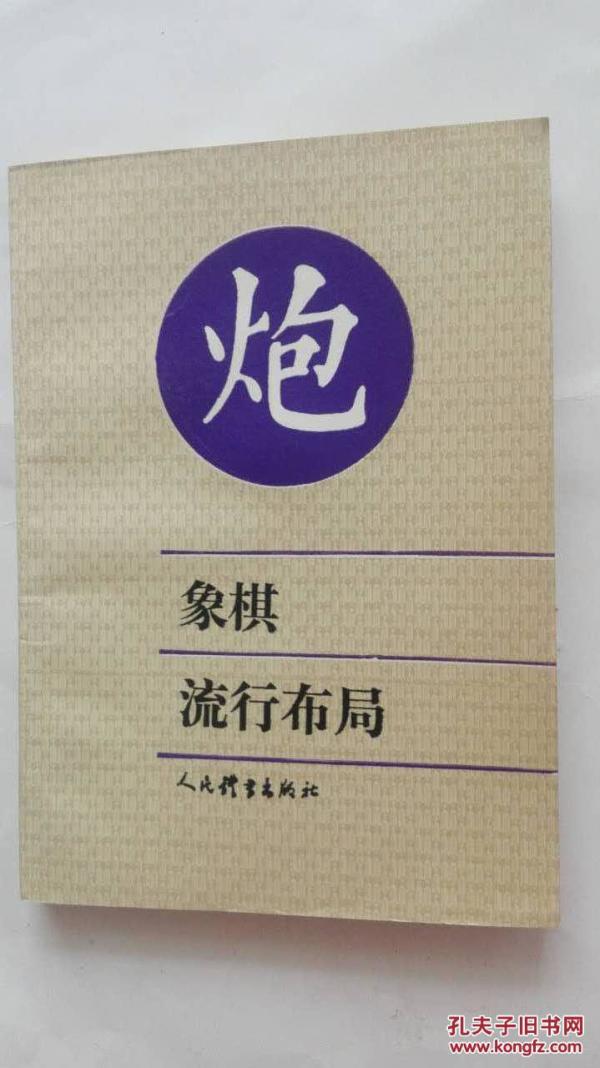 炮
象棋
流行布局
人民体育出版社
孔夫子旧书网
www.kongfz.com